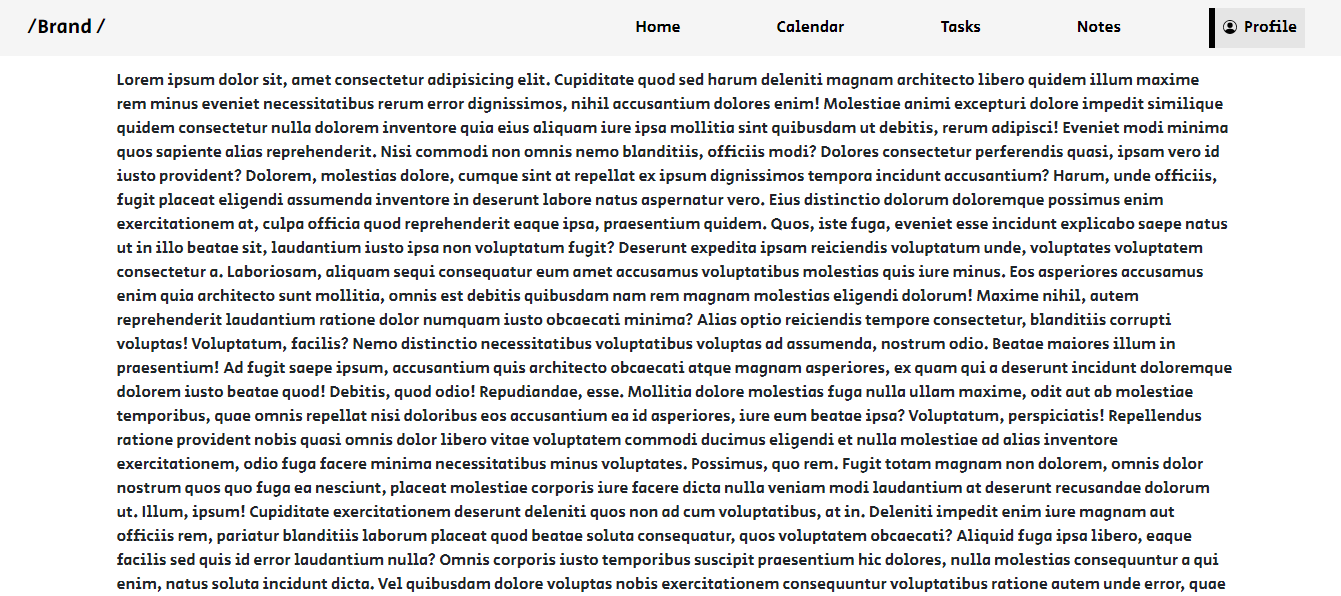 /Brand / Home Calendar Tasks Notes Profile
Lorem ipsum dolor sit, amet consectetur adipisicing elit. Cupiditate quod sed harum deleniti magnam architecto libero quidem illum maxime
rem minus eveniet necessitatibus rerum error dignissimos, nihil accusantium dolores enim! Molestiae animi excepturi dolore impedit similique
quidem consectetur nulla dolorem inventore quia eius aliquam iure ipsa mollitia sint quibusdam ut debitis, rerum adipisci! Eveniet modi minima
quos sapiente alias reprehenderit. Nisi commodi non omnis nemo blanditiis, officiis modi? Dolores consectetur perferendis quasi, ipsam vero id
iusto provident? Dolorem, molestias dolore, cumque sint at repellat ex ipsum dignissimos tempora incidunt accusantium? Harum, unde officiis,
fugit placeat eligendi assumenda inventore in deserunt labore natus aspernatur vero. Eius distinctio dolorum doloremque possimus enim
exercitationem at, culpa officia quod reprehenderit eaque ipsa, praesentium quidem. Quos, iste fuga, eveniet esse incidunt explicabo saepe natus
ut in illo beatae sit, laudantium iusto ipsa non voluptatum fugit? Deserunt expedita ipsam reiciendis voluptatum unde, voluptates voluptatem
consectetur a. Laboriosam, aliquam sequi consequatur eum amet accusamus voluptatibus molestias quis iure minus. Eos asperiores accusamus
enim quia architecto sunt mollitia, omnis est debitis quibusdam nam rem magnam molestias eligendi dolorum! Maxime nihil, autem
reprehenderit laudantium ratione dolor numquam iusto obcaecati minima? Alias optio reiciendis tempore consectetur, blanditiis corrupti
voluptas! Voluptatum, facilis? Nemo distinctio necessitatibus voluptatibus voluptas ad assumenda, nostrum odio. Beatae maiores illum in
praesentium! Ad fugit saepe ipsum, accusantium quis architecto obcaecati atque magnam asperiores, ex quam qui a deserunt incidunt doloremque
dolorem iusto beatae quod! Debitis, quod odio! Repudiandae, esse. Mollitia dolore molestias fuga nulla ullam maxime, odit aut ab molestiae
temporibus, quae omnis repellat nisi doloribus eos accusantium ea id asperiores, iure eum beatae ipsa? Voluptatum, perspiciatis! Repellendus
ratione provident nobis quasi omnis dolor libero vitae voluptatem commodi ducimus eligendi et nulla molestiae ad alias inventore
exercitationem, odio fuga facere minima necessitatibus minus voluptates. Possimus, quo rem. Fugit totam magnam non dolorem, omnis dolor
nostrum quos quo fuga ea nesciunt, placeat molestiae corporis iure facere dicta nulla veniam modi laudantium at deserunt recusandae dolorum
ut. Illum, ipsum! Cupiditate exercitationem deserunt deleniti quos non ad cum voluptatibus, at in. Deleniti impedit enim iure magnam aut
officiis rem, pariatur blanditiis laborum placeat quod beatae soluta consequatur, quos voluptatem obcaecati? Aliquid fuga ipsa libero, eaque
facilis sed quis id error laudantium nulla? Omnis corporis iusto temporibus suscipit praesentium hic dolores, nulla molestias consequuntur a qui
enim, natus soluta incidunt dicta. Vel quibusdam dolore voluptas nobis exercitationem consequuntur voluptatibus ratione autem unde error, quae